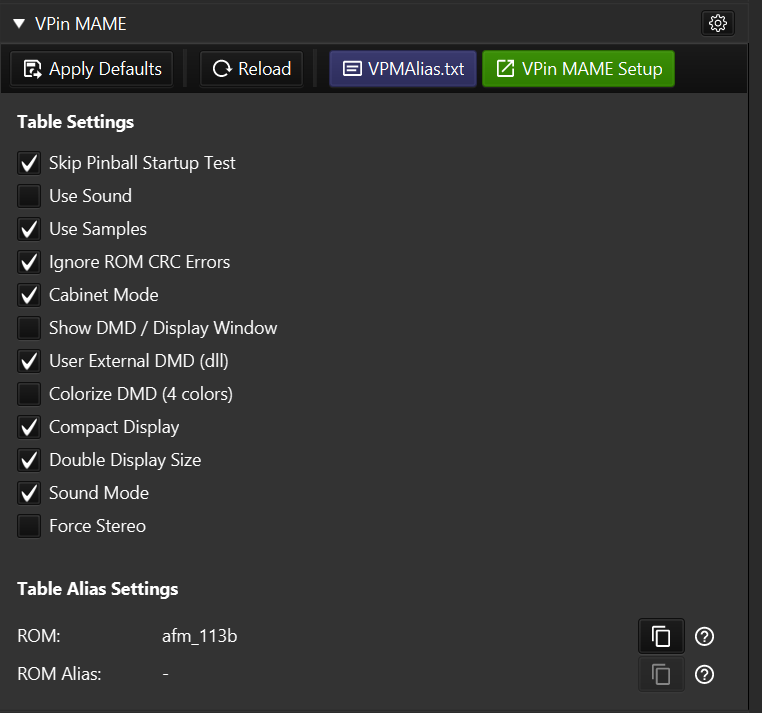 VPin MAME
Apply Defaults Reload VPMAlias.txt VPin MAME Setup
Table Settings
Skip Pinball Startup Test
Use Sound
Use Samples
Ignore ROM CRC Errors
Cabinet Mode
Show DMD / Display Window
User External DMD (dll)
Colorize DMD (4 colors)
Compact Display
Double Display Size
Sound Mode
Force Stereo
Table Alias Settings
ROM: afm_113b
ROM Alias: -